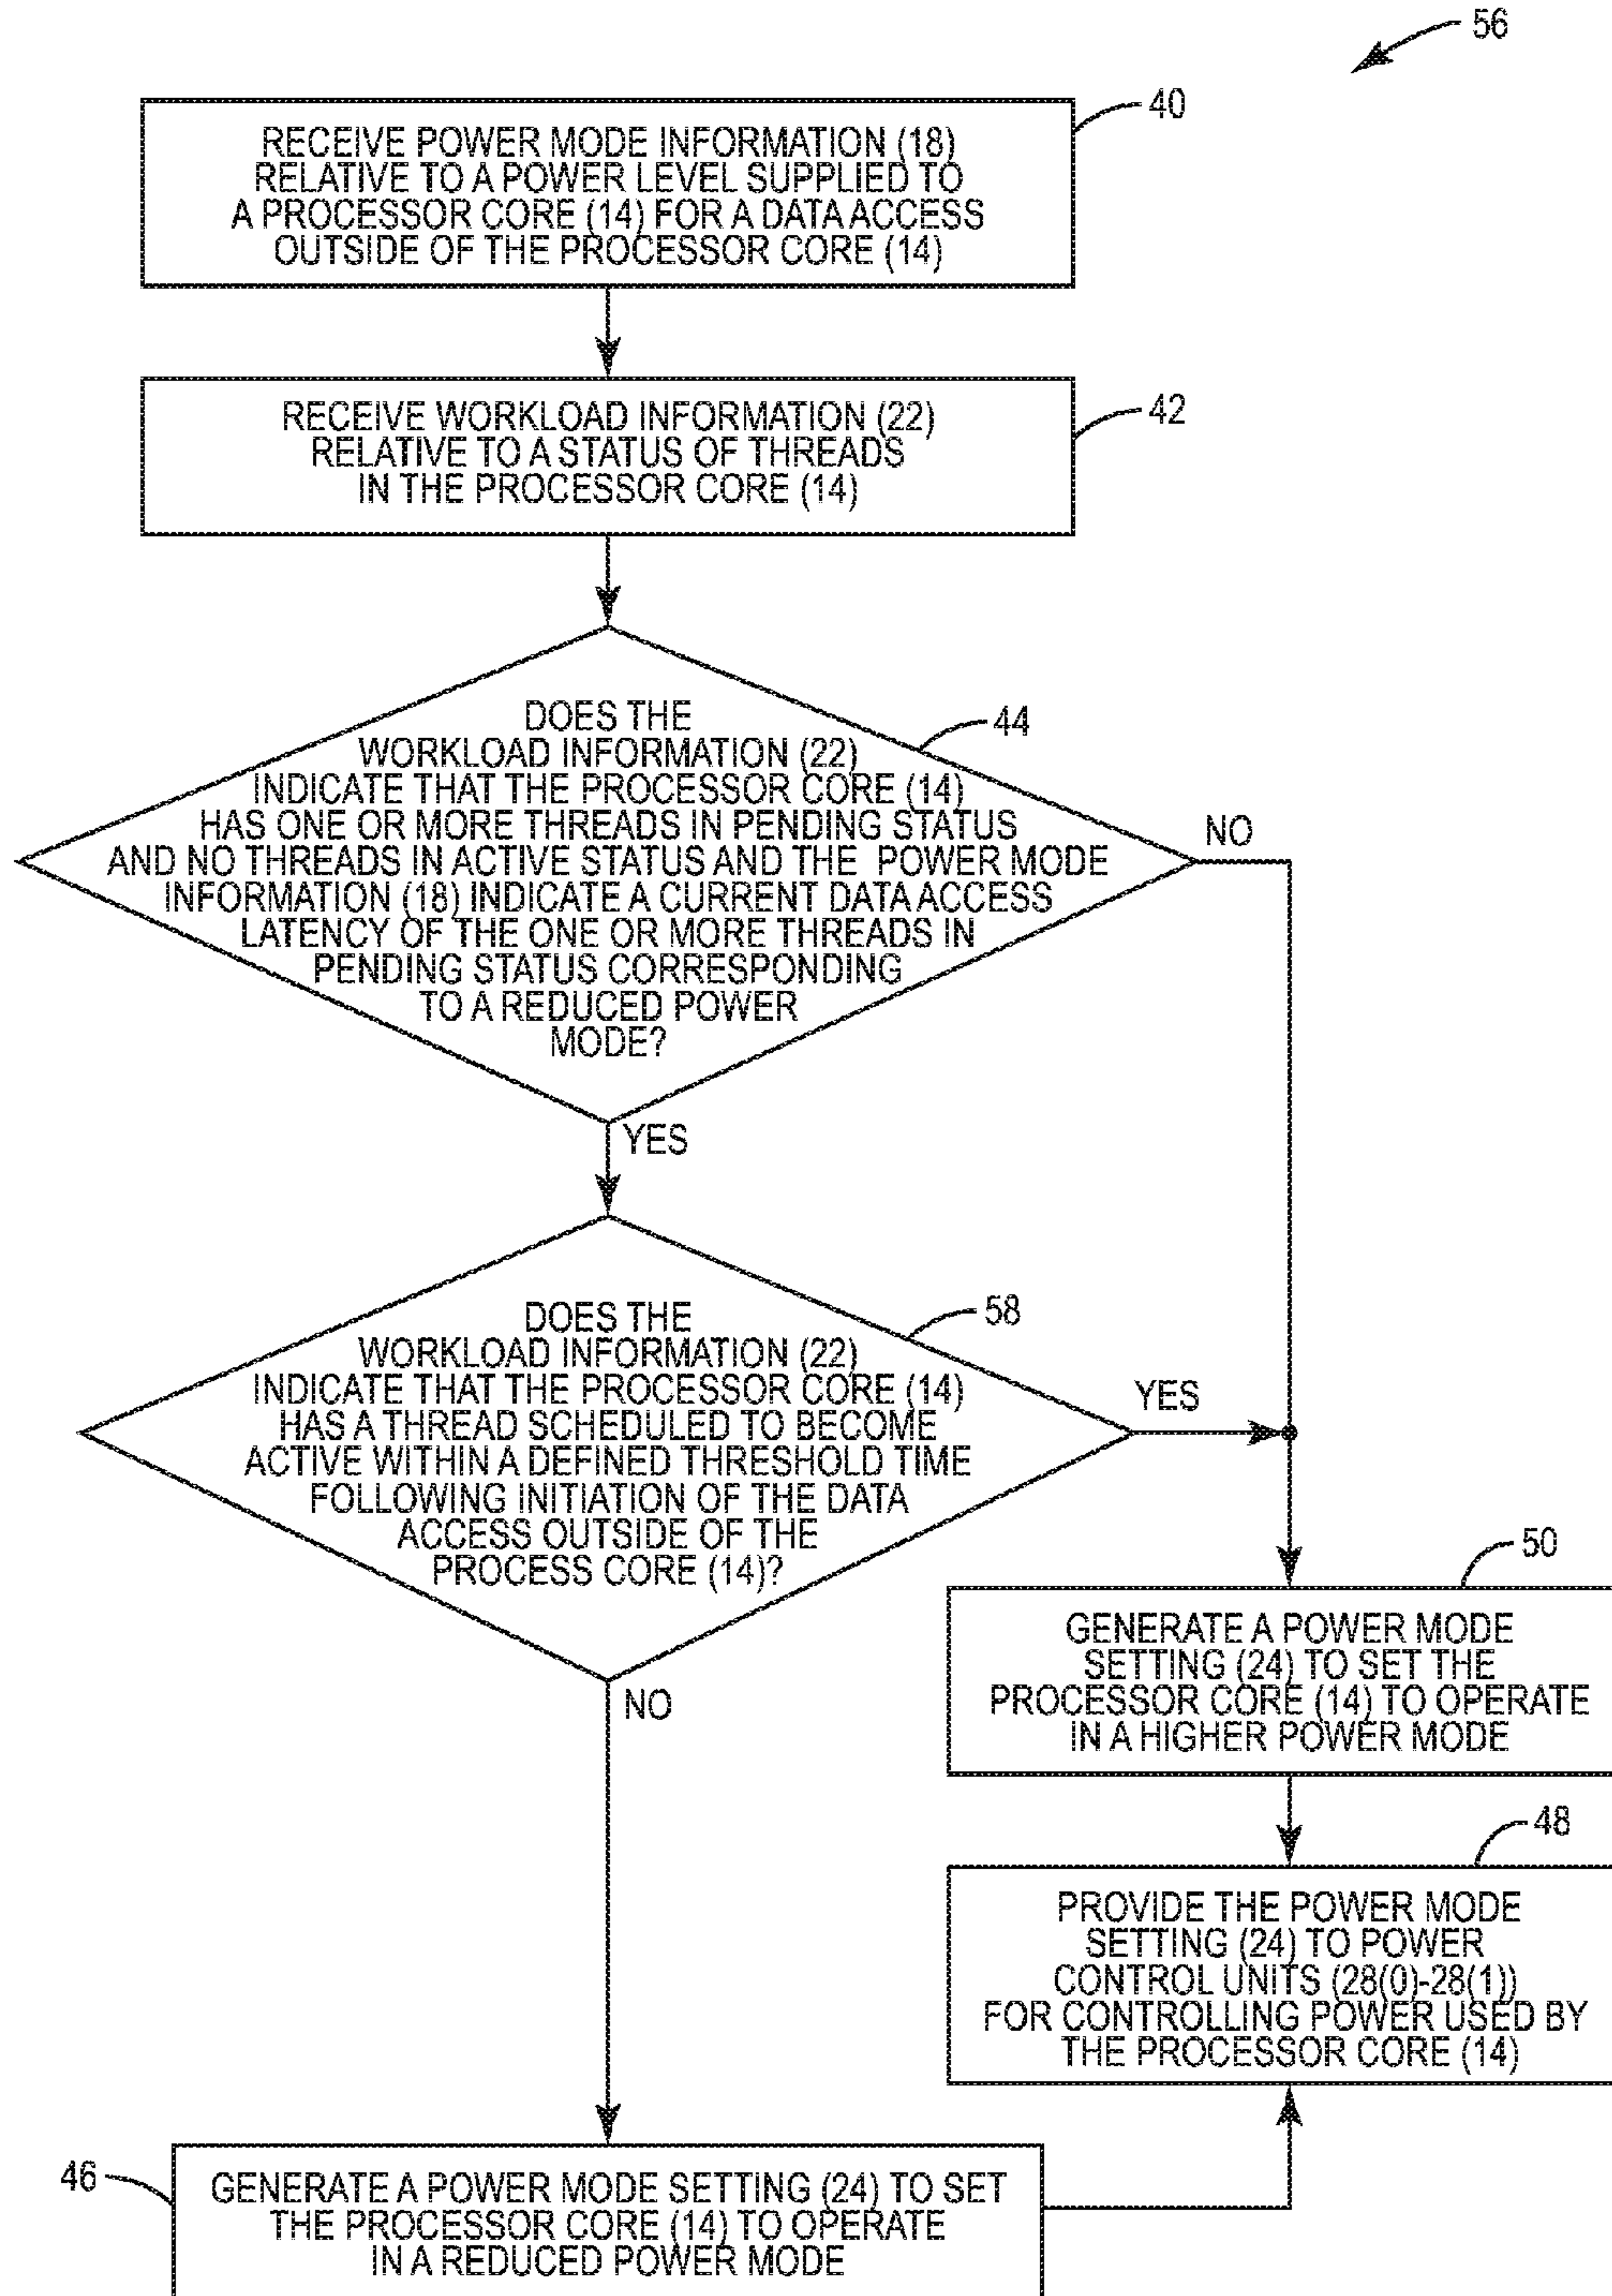 56
40
RECEIVE POWER MODE INFORMATION (18)
RELATIVE TO A POWER LEVEL SUPPLIED TO
A PROCESSOR CORE (14) FOR A DATA ACCESS
OUTSIDE OF THE PROCESSOR CORE (14)
42
RECEIVE WORKLOAD INFORMATION (22)
RELATIVE TO A STATUS OF THREADS
IN THE PROCESSOR CORE (14)
44
DOES THE
WORKLOAD INFORMATION (22)
INDICATE THAT THE PROCESSOR CORE (14)
HAS ONE OR MORE THREADS IN PENDING STATUS
AND NO THREADS IN ACTIVE STATUS AND THE POWER MODE
INFORMATION (18) INDICATE A CURRENT DATA ACCESS
LATENCY OF THE ONE OR MORE THREADS IN
PENDING STATUS CORRESPONDING
TO A REDUCED POWER
MODE?
NO
YES
58
DOES THE
WORKLOAD INFORMATION (22)
INDICATE THAT THE PROCESSOR CORE (14)
HAS A THREAD SCHEDULED TO BECOME
ACTIVE WITHIN A DEFINED THRESHOLD TIME
FOLLOWING INITIATION OF THE DATA
ACCESS OUTSIDE OF THE
PROCESS CORE (14)?
YES
NO
50
GENERATE A POWER MODE
SETTING (24) TO SET THE
PROCESSOR CORE (14) TO OPERATE
IN A HIGHER POWER MODE
48
PROVIDE THE POWER MODE
SETTING (24) TO POWER
CONTROL UNITS (28(0)-28(1))
FOR CONTROLLING POWER USED BY
THE PROCESSOR CORE (14)
46
GENERATE A POWER MODE SETTING (24) TO SET
THE PROCESSOR CORE (14) TO OPERATE
IN A REDUCED POWER MODE